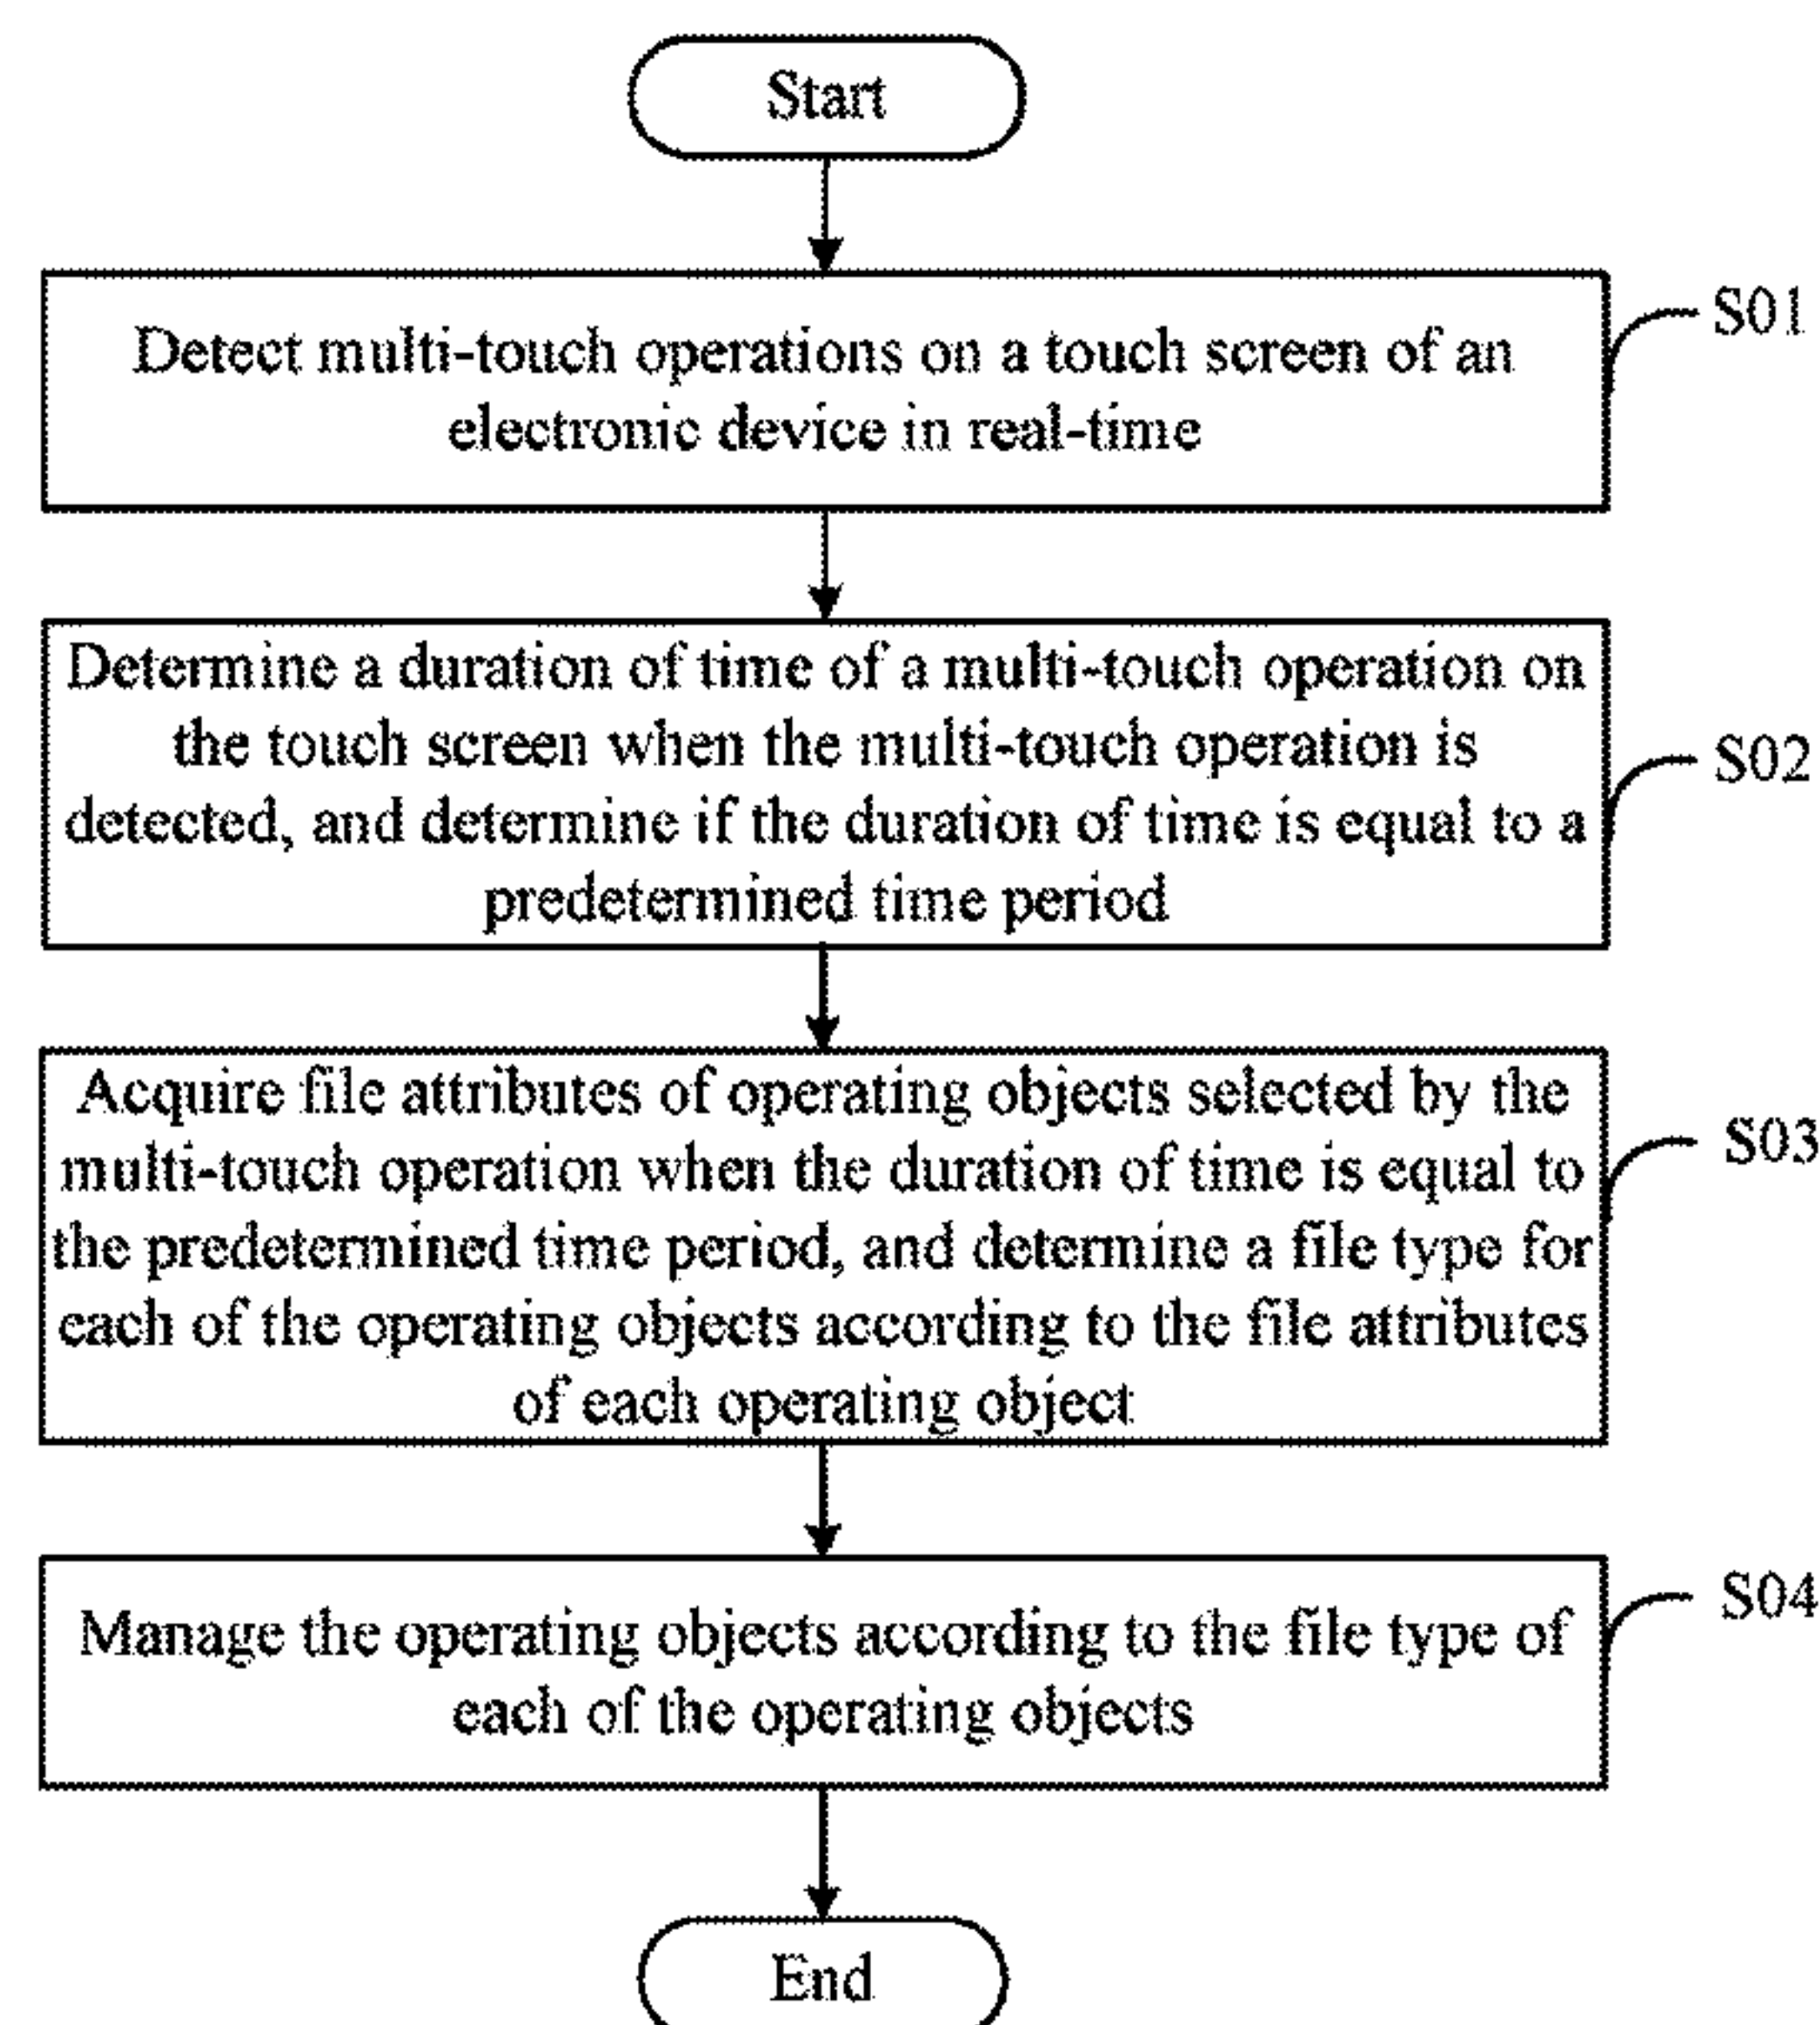 Start
Detect multi-touch operations on a touch screen of an
electronic device in real-time
S01
Determine a duration of time of a multi-touch operation on
the touch screen when the multi-touch operation is
detected, and determine if the duration of time is equal to a
predetermined time period
S02
Acquire file attributes of operating objects selected by the
multi-touch operation when the duration of time is equal to
the predetermined time period, and determine a file type for
each of the operating objects according to the file attributes
of each operating object
S03
Manage the operating objects according to the file type of
each of the operating objects
S04
End